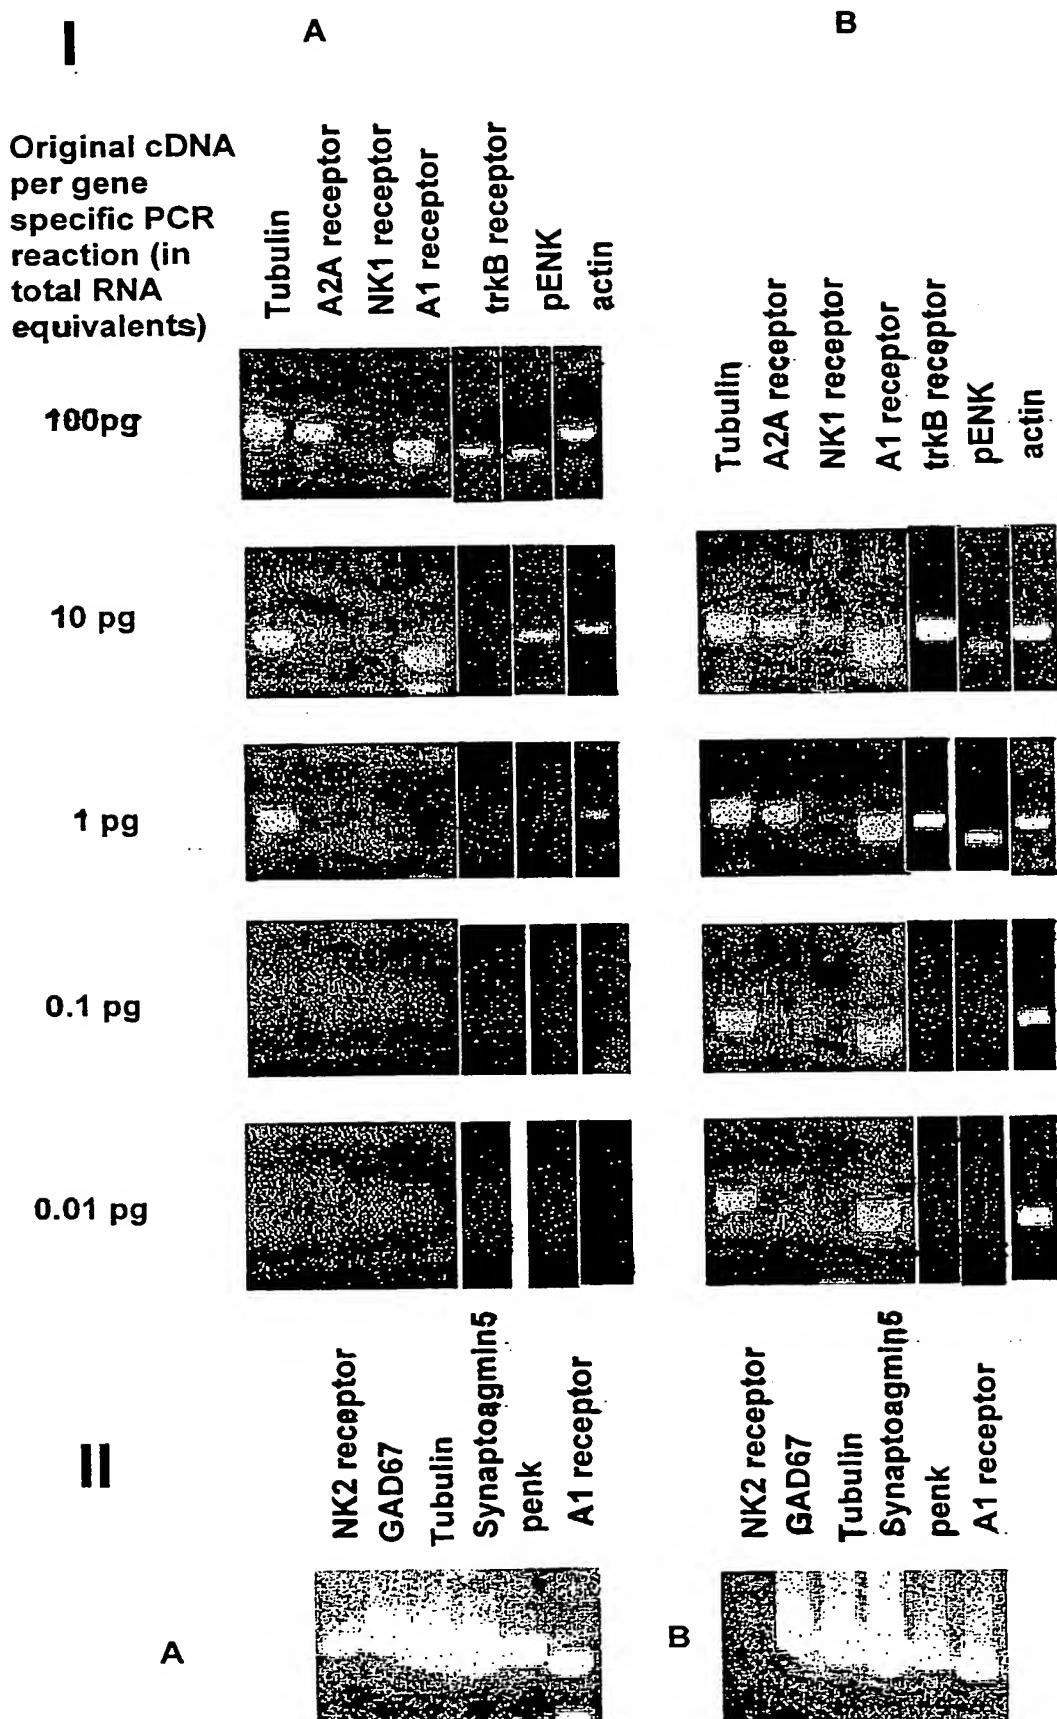 I
A
B
Original cDNA
per gene
specific PCR
reaction (in
total RNA
equivalents)
Tubulin
A2A receptor
NK1 receptor
A1 receptor
trkB receptor
pENK
actin
Tubulin
A2A receptor
NK1 receptor
A1 receptor
trkB receptor
pENK
actin
100pg
10 pg
1 pg
0.1 pg
0.01 pg
II
NK2 receptor
GAD67
Tubulin
Synaptoagmin5
penk
A1 receptor
NK2 receptor
GAD67
Tubulin
Synaptoagmin5
penk
A1 receptor
A
B